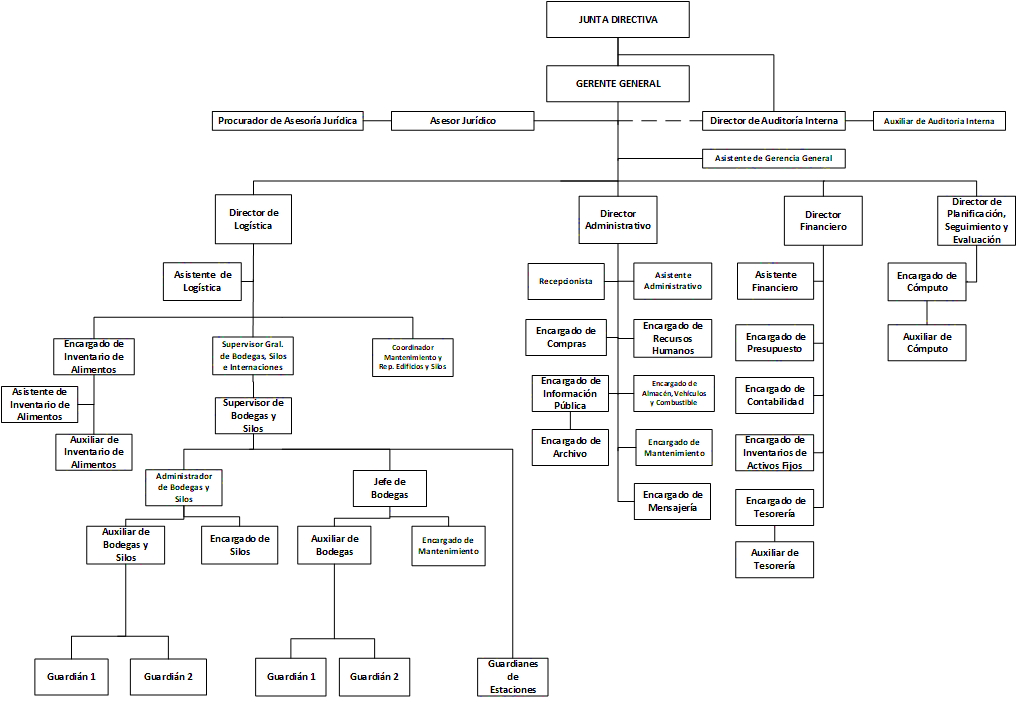 JUNTA DIRECTIVA
GERENTE GENERAL
Procurador de Asesoría Jurídica
Asesor Jurídico
Director de Auditoría Interna
Auxiliar de Auditoría Interna
Asistente de Gerencia General
Director de
Logística
Director
Administrativo
Director
Financiero
Director de
Planificación,
Seguimiento y
Evaluación
Asistente de
Logística
Recepcionista
Asistente
Administrativo
Asistente
Financiero
Encargado de
Cómputo
Encargado de
Inventario de
Alimentos
Supervisor Gral.
de Bodegas, Silos
e Internaciones
Coordinador
Mantenimiento y
Rep. Edificios y Silos
Encargado de
Compras
Encargado de
Recursos
Humanos
Encargado de
Presupuesto
Auxiliar de
Cómputo
Asistente de
Inventario de
Alimentos
Supervisor de
Bodegas y
Silos
Encargado de
Información
Pública
Encargado de
Almacén, Vehículos
y Combustible
Encargado de
Contabilidad
Auxiliar de
Inventario de
Alimentos
Encargado de
Archivo
Encargado de
Mantenimiento
Encargado de
Inventarios de
Activos Fijos
Administrador
de Bodegas y
Silos
Jefe de
Bodegas
Encargado de
Mensajería
Encargado de
Tesorería
Auxiliar de
Bodegas y
Silos
Encargado de
Silos
Auxiliar de
Bodegas
Encargado de
Mantenimiento
Auxiliar de
Tesorería
Guardián 1
Guardián 2
Guardián 1
Guardián 2
Guardianes
de
Estaciones